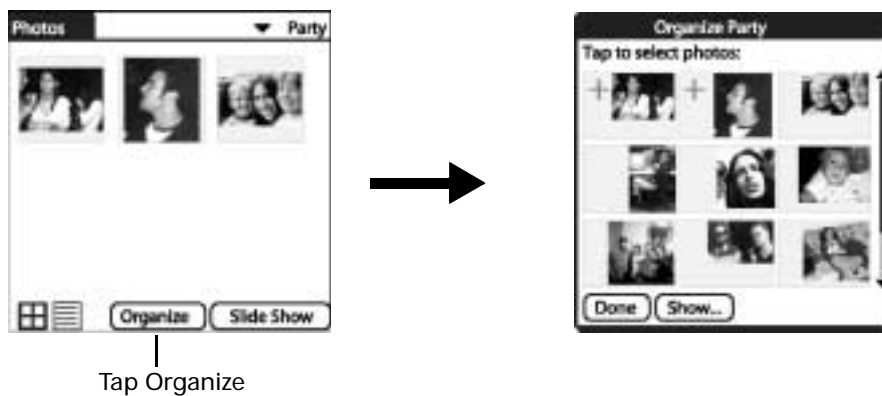 Photos Party
Organize Slide Show
Tap Organize
Organize Party
Tap to select photos:
Done Show...